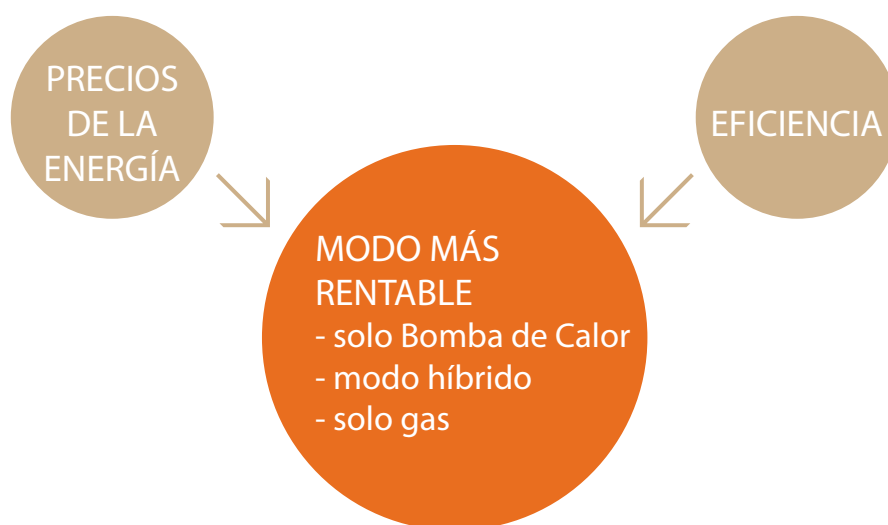 PRECIOS
DE LA
ENERGÍA
EFICIENCIA
MODO MÁS
RENTABLE
- solo Bomba de Calor
- modo híbrido
- solo gas